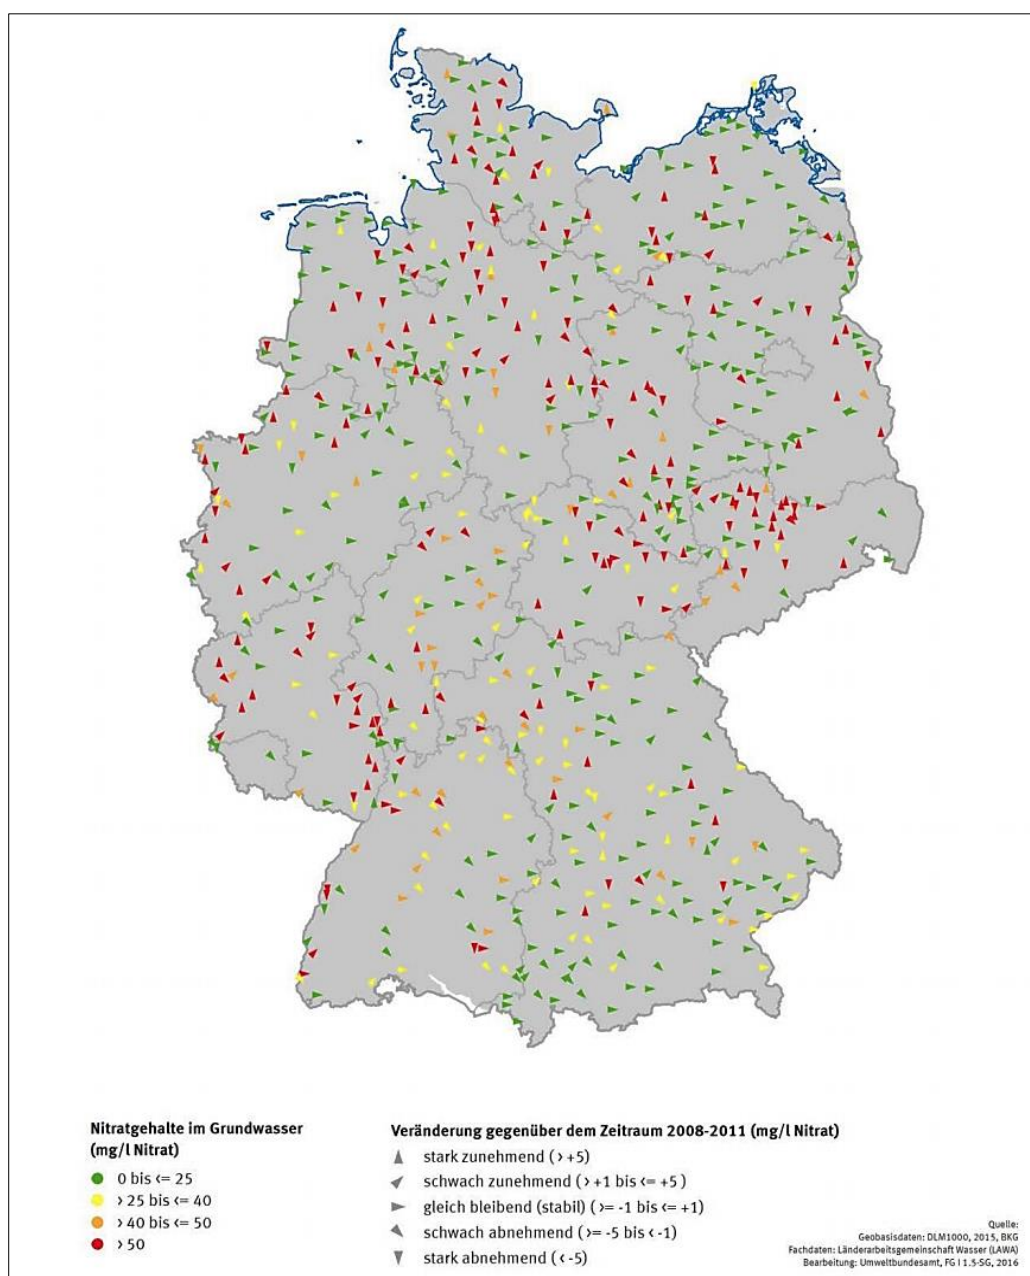 Nitratgehalte im Grundwasser
(mg/l Nitrat)
0 bis <= 25
> 25 bis <= 40
> 40 bis <= 50
> 50
Veränderung gegenüber dem Zeitraum 2008-2011 (mg/l Nitrat)
stark zunehmend ( > +5)
schwach zunehmend ( > +1 bis <= +5 )
gleich bleibend (stabil) ( >= -1 bis <= +1)
schwach abnehmend ( >= -5 bis < -1)
stark abnehmend ( < -5)
Quelle:
Geobasisdaten: DLM1000, 2015, BKG
Fachdaten: Länderarbeitsgemeinschaft Wasser (LAWA)
Bearbeitung: Umweltbundesamt, FG I 1.5-SG, 2016